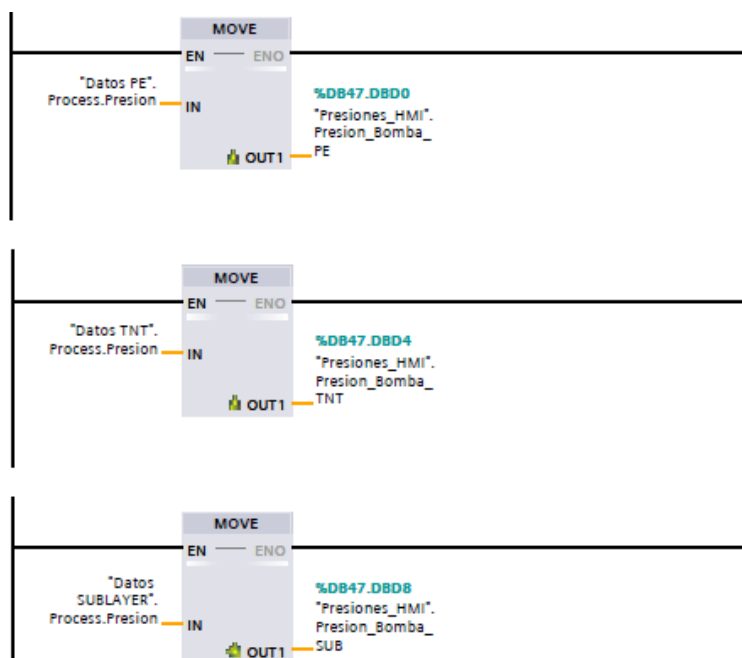 MOVE
EN ENO
"Datos PE".
Process.Presion
IN
%DB47.DBD0
"Presiones_HMI".
Presion_Bomba_
PE
OUT1
MOVE
EN ENO
"Datos TNT".
Process.Presion
IN
%DB47.DBD4
"Presiones_HMI".
Presion_Bomba_
TNT
OUT1
MOVE
EN ENO
"Datos
SUBLAYER".
Process.Presion
IN
%DB47.DBD8
"Presiones_HMI".
Presion_Bomba_
SUB
OUT1